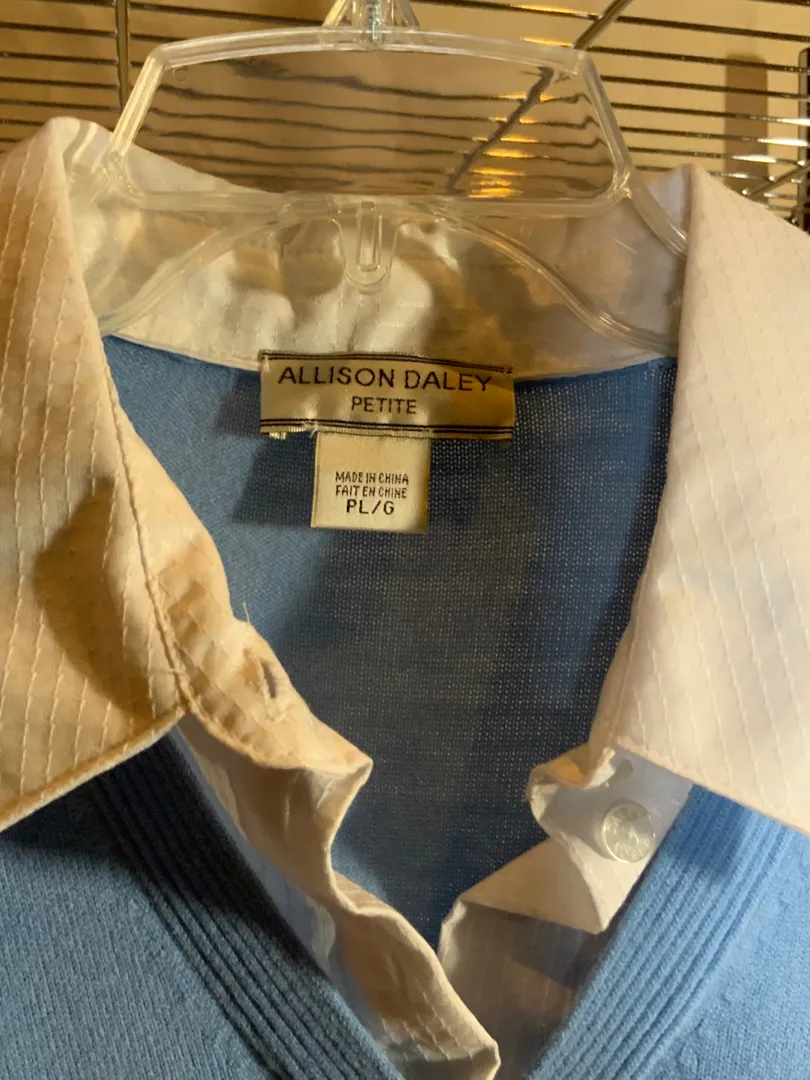 ALLISON DALEY
PETITE
MADE IN CHINA
FAIT EN CHINE
PL/G